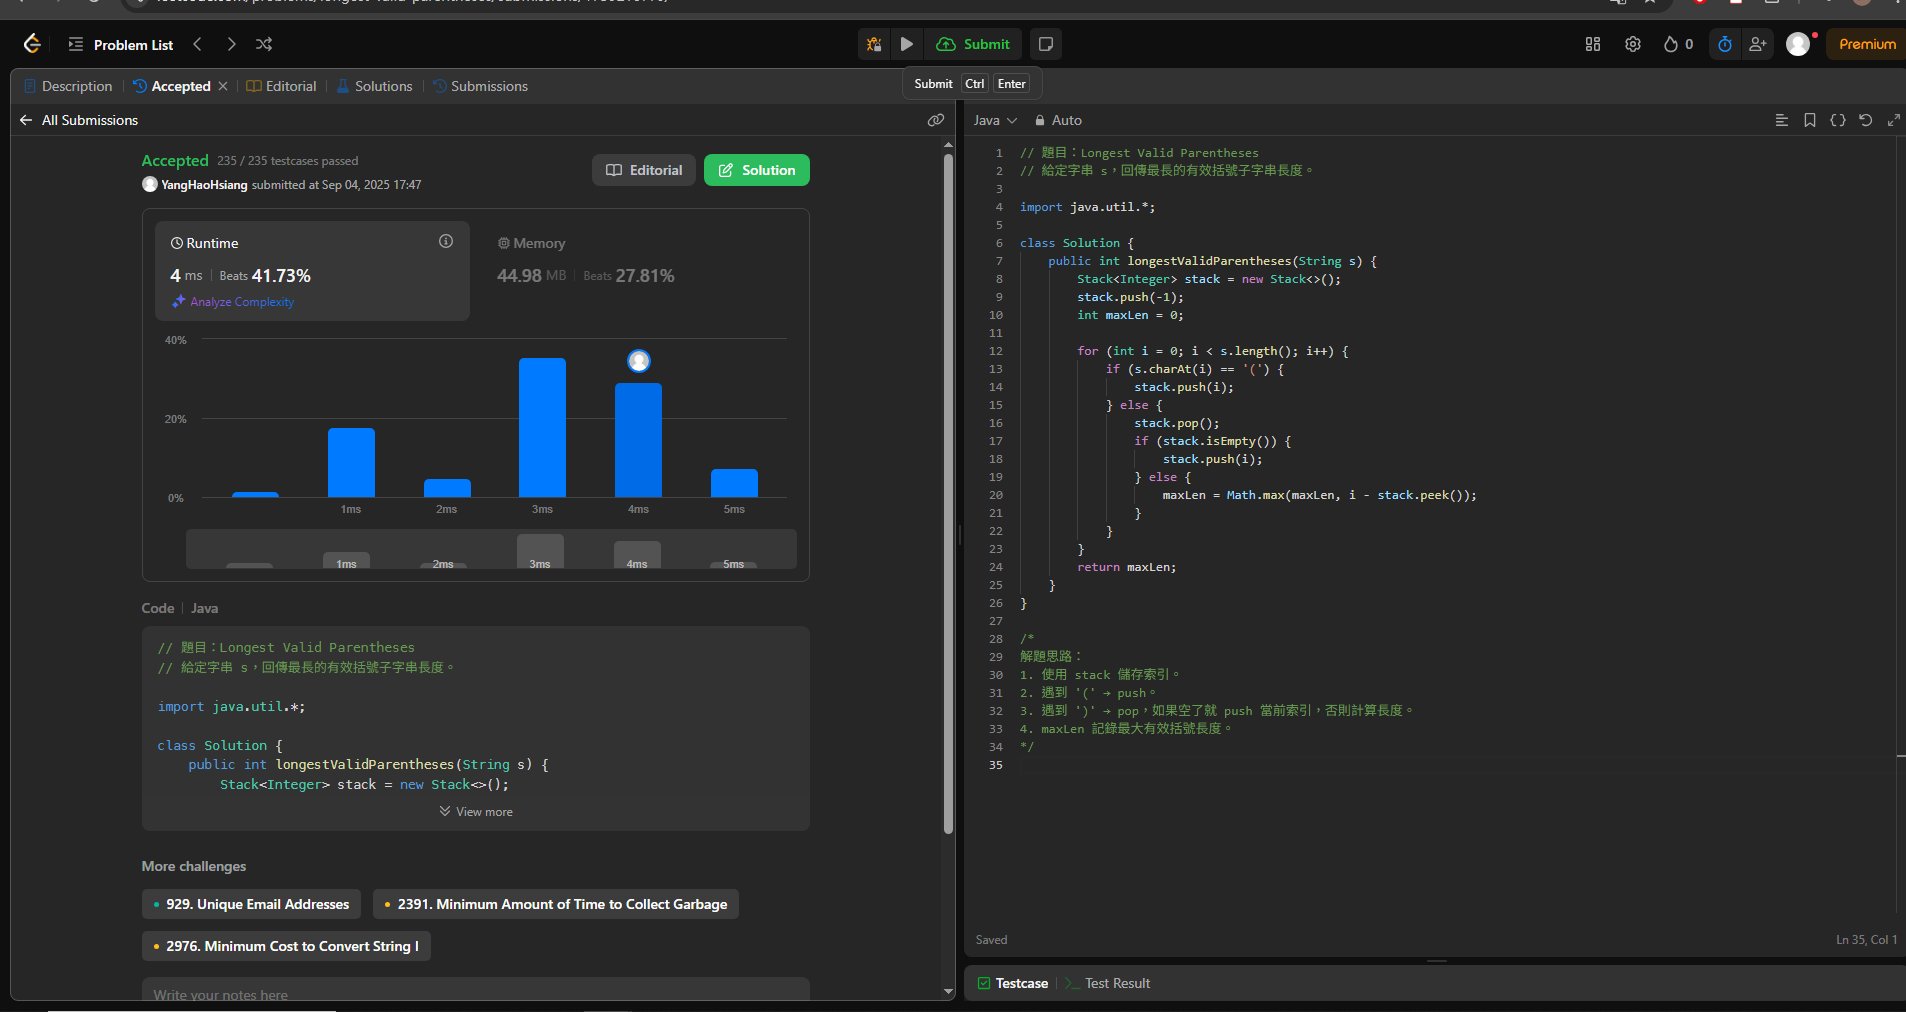 Problem List
Submit
0
Premium
Description
Accepted
Editorial
Solutions
Submissions
Submit Ctrl Enter
All Submissions
Accepted 235 / 235 testcases passed
YangHaoHsiang submitted at Sep 04, 2025 17:47
Editorial
Solution
Runtime
4 ms Beats 41.73%
Analyze Complexity
Memory
44.98 MB Beats 27.81%
40%
20%
0%
1ms 2ms 3ms 4ms 5ms
1ms 2ms 3ms 4ms 5ms
Code Java
// 題目：Longest Valid Parentheses
// 給定字串 s，回傳最長的有效括號子字串長度。
import java.util.*;
class Solution {
public int longestValidParentheses(String s) {
Stack<Integer> stack = new Stack<>();
View more
More challenges
929. Unique Email Addresses
2391. Minimum Amount of Time to Collect Garbage
2976. Minimum Cost to Convert String I
Write your notes here
Java Auto
1 // 題目：Longest Valid Parentheses
2 // 給定字串 s，回傳最長的有效括號子字串長度。
3
4 import java.util.*;
5
6 class Solution {
7 public int longestValidParentheses(String s) {
8 Stack<Integer> stack = new Stack<>();
9 stack.push(-1);
10 int maxLen = 0;
11
12 for (int i = 0; i < s.length(); i++) {
13 if (s.charAt(i) == '(') {
14 stack.push(i);
15 } else {
16 stack.pop();
17 if (stack.isEmpty()) {
18 stack.push(i);
19 } else {
20 maxLen = Math.max(maxLen, i - stack.peek());
21 }
22 }
23 }
24 return maxLen;
25 }
26 }
27
28 /*
29 解題思路：
30 1. 使用 stack 儲存索引。
31 2. 遇到 '(' → push。
32 3. 遇到 ')' → pop，如果空了就 push 當前索引，否則計算長度。
33 4. maxLen 記錄最大有效括號長度。
34 */
35
Saved
Ln 35, Col 1
Testcase
Test Result